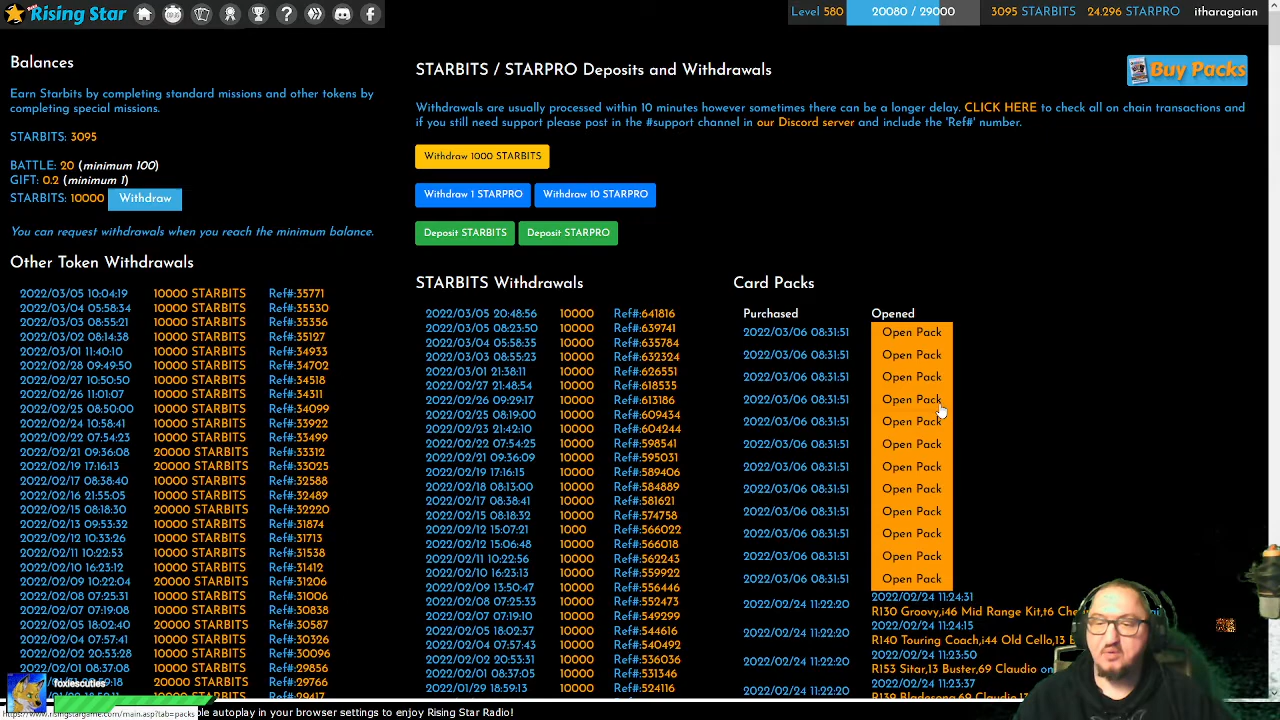 Rising Star
Level 580
20080 / 29000
3095 STARBITS
24.296 STARPRO
itharagaian
Balances
Earn Starbits by completing standard missions and other tokens by
completing special missions.
STARBITS: 3095
BATTLE: 20 (minimum 100)
GIFT: 0.2 (minimum 1)
STARBITS: 10000 Withdraw
You can request withdrawals when you reach the minimum balance.
Other Token Withdrawals
2022/03/05 10:04:19 10000 STARBITS Ref#:35771
2022/03/04 05:58:34 10000 STARBITS Ref#:35530
2022/03/03 08:55:21 10000 STARBITS Ref#:35356
2022/03/02 08:14:38 10000 STARBITS Ref#:35127
2022/03/01 11:40:10 10000 STARBITS Ref#:34933
2022/02/28 09:49:50 10000 STARBITS Ref#:34702
2022/02/27 10:50:50 10000 STARBITS Ref#:34518
2022/02/26 11:01:07 10000 STARBITS Ref#:34311
2022/02/25 08:50:00 10000 STARBITS Ref#:34099
2022/02/24 10:58:41 10000 STARBITS Ref#:33922
2022/02/22 07:54:23 10000 STARBITS Ref#:33499
2022/02/21 09:36:08 20000 STARBITS Ref#:33312
2022/02/19 17:16:13 20000 STARBITS Ref#:33025
2022/02/17 08:38:40 10000 STARBITS Ref#:32588
2022/02/16 21:55:05 10000 STARBITS Ref#:32489
2022/02/15 08:18:30 20000 STARBITS Ref#:32220
2022/02/13 09:53:32 10000 STARBITS Ref#:31874
2022/02/12 10:33:26 10000 STARBITS Ref#:31713
2022/02/11 10:22:53 10000 STARBITS Ref#:31538
2022/02/10 16:23:12 10000 STARBITS Ref#:31412
2022/02/09 10:22:04 20000 STARBITS Ref#:31206
2022/02/08 07:25:31 10000 STARBITS Ref#:31006
2022/02/07 07:19:08 10000 STARBITS Ref#:30838
2022/02/05 18:02:40 20000 STARBITS Ref#:30587
2022/02/04 07:57:41 10000 STARBITS Ref#:30326
2022/02/02 20:53:28 10000 STARBITS Ref#:30096
2022/02/01 08:37:08 10000 STARBITS Ref#:29856
20000 STARBITS Ref#:29766
10000 STARBITS Ref#:29417
foxiescuties
https://www.risingstargame.com/main.asp?tab=packs
autoplay in your browser settings to enjoy Rising Star Radio!
STARBITS / STARPRO Deposits and Withdrawals
Buy Packs
Withdrawals are usually processed within 10 minutes however sometimes there can be a longer delay. CLICK HERE to check all on chain transactions and
if you still need support please post in the #support channel in our Discord server and include the 'Ref#' number.
Withdraw 1000 STARBITS
Withdraw 1 STARPRO
Withdraw 10 STARPRO
Deposit STARBITS
Deposit STARPRO
STARBITS Withdrawals
2022/03/05 20:48:56 10000 Ref#:641816
2022/03/05 08:23:50 10000 Ref#:639741
2022/03/04 05:58:35 10000 Ref#:635784
2022/03/03 08:55:23 10000 Ref#:632324
2022/03/01 21:38:11 10000 Ref#:626551
2022/02/27 21:48:54 10000 Ref#:618535
2022/02/26 09:29:17 10000 Ref#:613186
2022/02/25 08:19:00 10000 Ref#:609434
2022/02/23 21:42:10 10000 Ref#:604244
2022/02/22 07:54:25 10000 Ref#:598541
2022/02/21 09:36:09 10000 Ref#:595031
2022/02/19 17:16:15 10000 Ref#:589406
2022/02/18 08:13:00 10000 Ref#:584889
2022/02/17 08:38:41 10000 Ref#:581621
2022/02/15 08:18:32 10000 Ref#:574758
2022/02/12 15:07:21 1000 Ref#:566022
2022/02/12 15:06:48 10000 Ref#:566018
2022/02/11 10:22:56 10000 Ref#:562243
2022/02/10 16:23:13 10000 Ref#:559922
2022/02/09 13:50:47 10000 Ref#:556446
2022/02/08 07:25:33 10000 Ref#:552473
2022/02/07 07:19:10 10000 Ref#:549299
2022/02/05 18:02:37 10000 Ref#:544616
2022/02/04 07:57:43 10000 Ref#:540492
2022/02/02 20:53:31 10000 Ref#:536036
2022/02/01 08:37:05 10000 Ref#:531346
2022/01/29 18:59:13 10000 Ref#:524116
Card Packs
Purchased Opened
2022/03/06 08:31:51 Open Pack
2022/03/06 08:31:51 Open Pack
2022/03/06 08:31:51 Open Pack
2022/03/06 08:31:51 Open Pack
2022/03/06 08:31:51 Open Pack
2022/03/06 08:31:51 Open Pack
2022/03/06 08:31:51 Open Pack
2022/03/06 08:31:51 Open Pack
2022/03/06 08:31:51 Open Pack
2022/03/06 08:31:51 Open Pack
2022/03/06 08:31:51 Open Pack
2022/03/06 08:31:51 Open Pack
2022/02/24 11:22:20 2022/02/24 11:24:31
R130 Groovy,i46 Mid Range Kit,t6
2022/02/24 11:22:20 2022/02/24 11:24:15
R140 Touring Coach,i44 Old Cello,13
2022/02/24 11:22:20 2022/02/24 11:23:50
R153 Sitar,13 Buster,69 Claudio
2022/02/24 11:22:20 2022/02/24 11:23:37
R139 Bladesong,69 Claudio